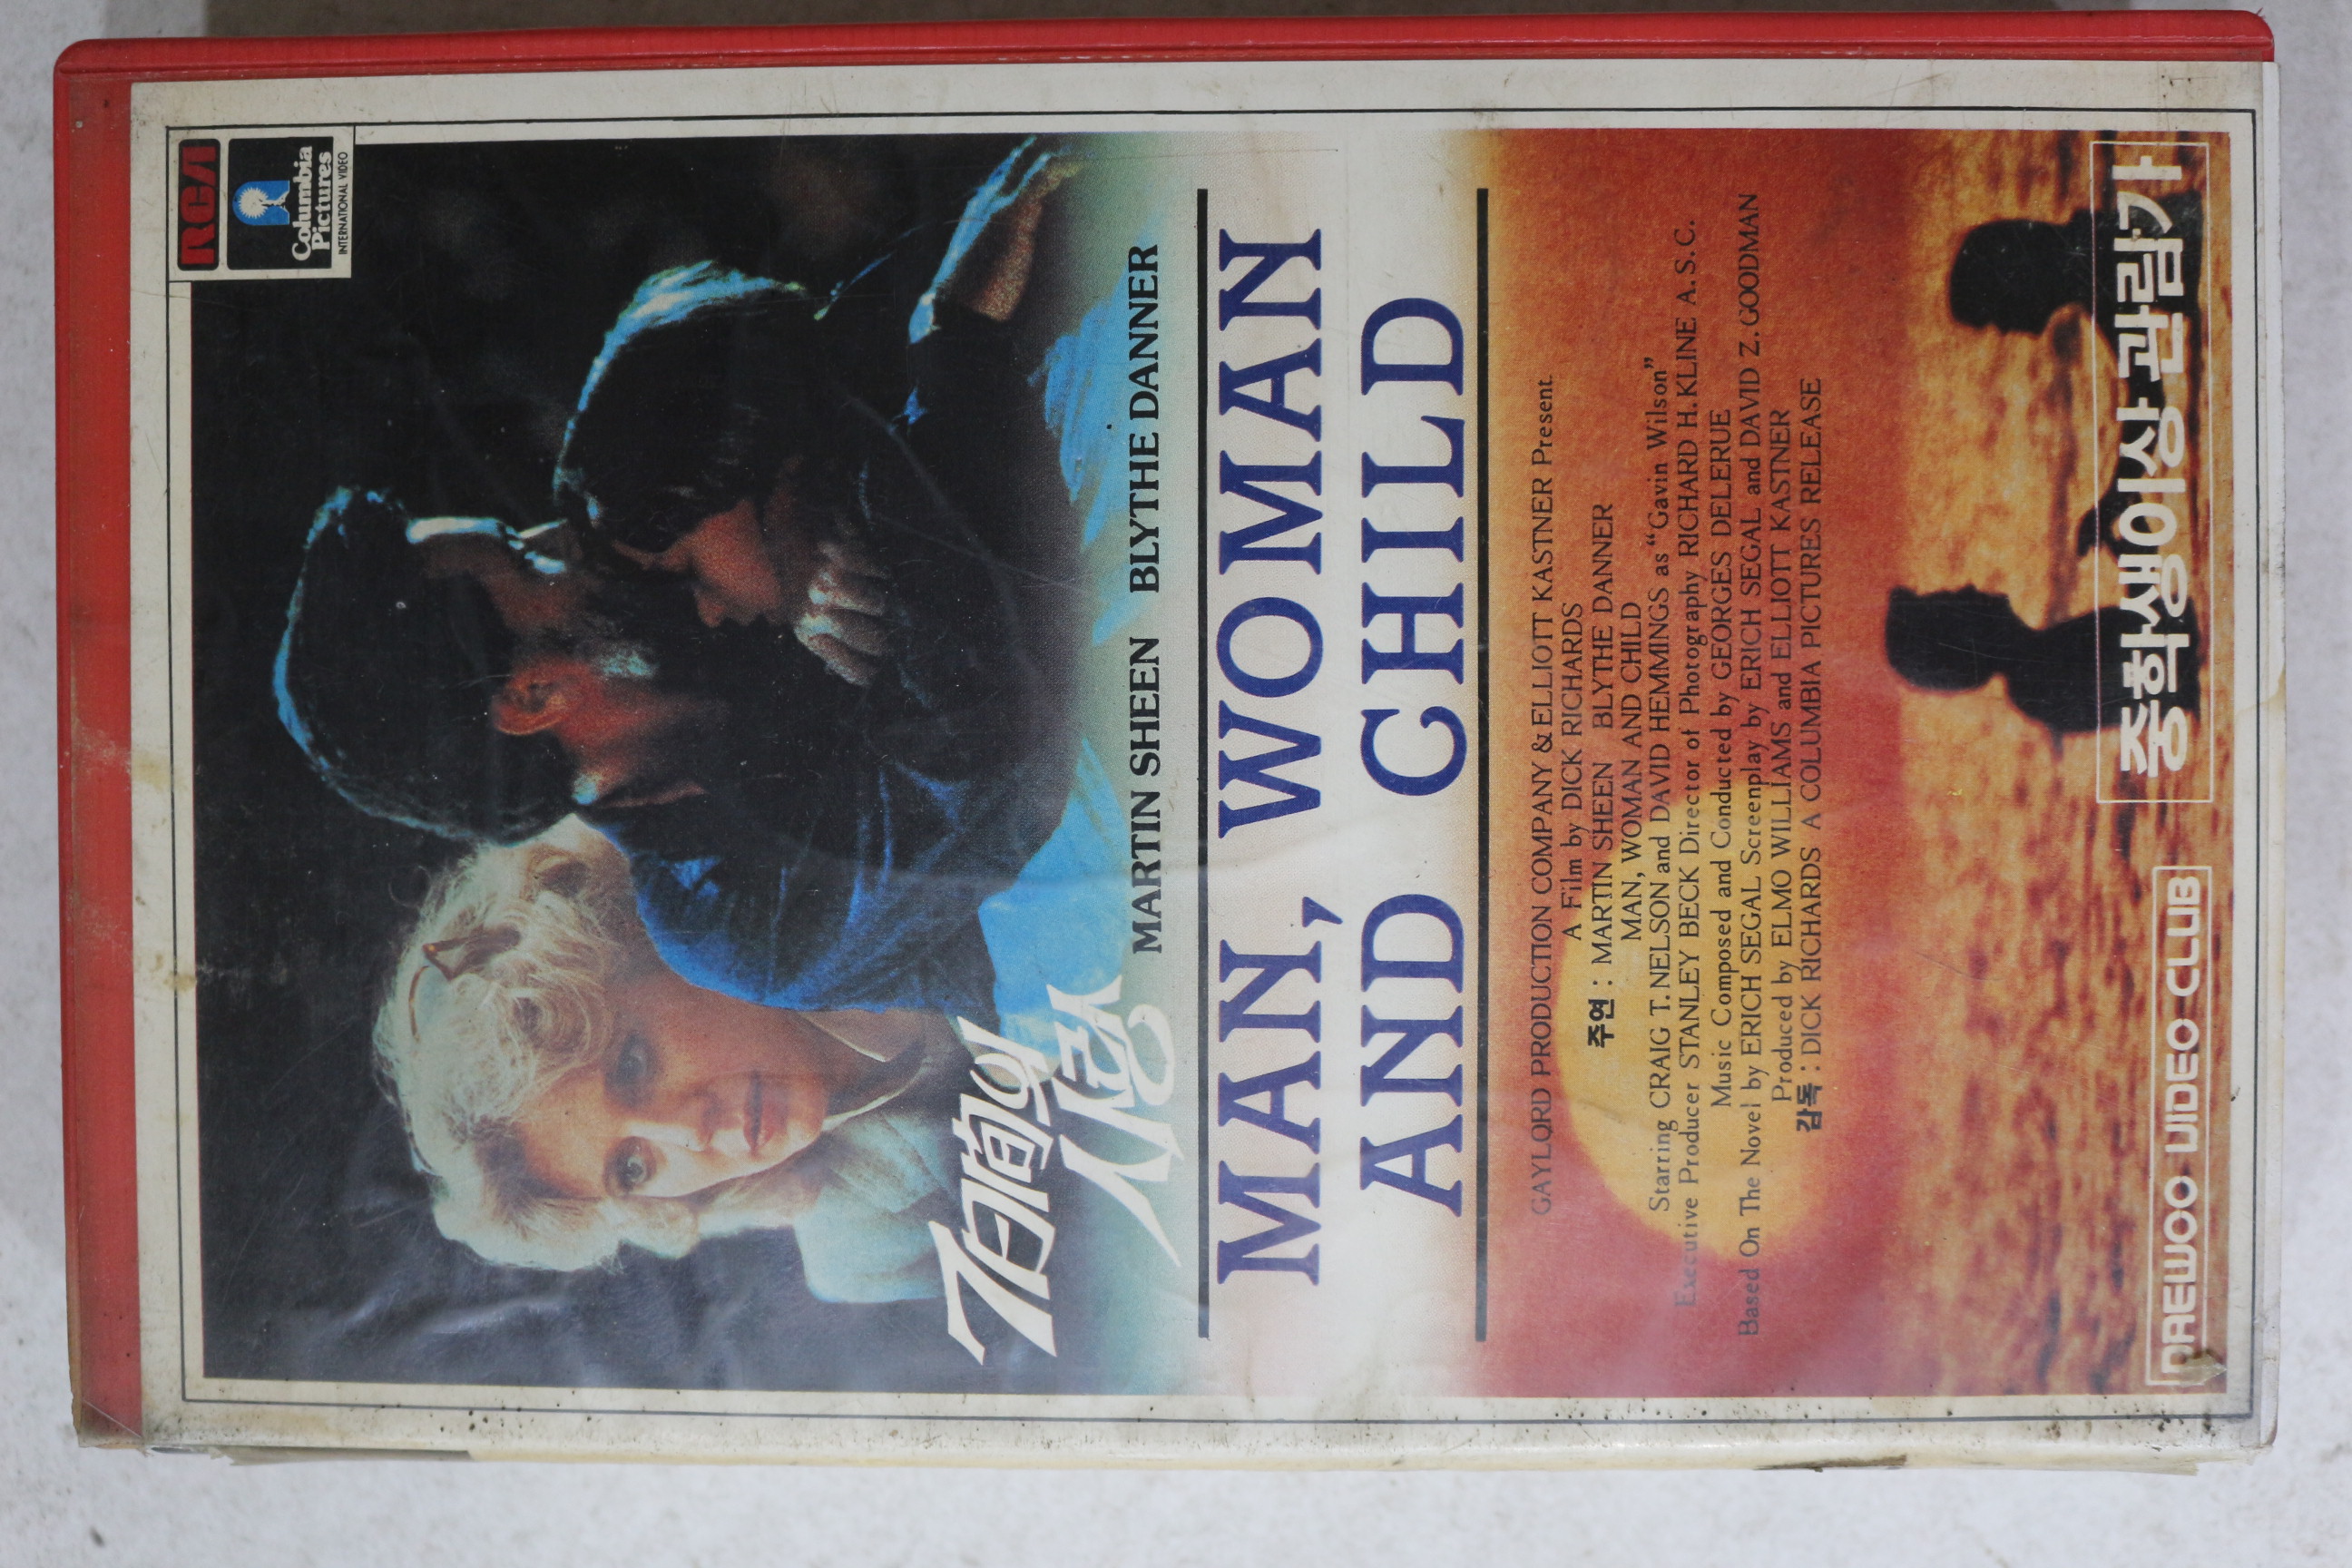 RCA
Columbia
Pictures
INTERNATIONAL VIDEO
7日間의
사랑
MARTIN SHEEN BLYTHE DANNER
MAN, WOMAN
AND CHILD
GAYLORD PRODUCTION COMPANY & ELLIOTT KASTNER Present.
A Film by DICK RICHARDS
주연 : MARTIN SHEEN BLYTHE DANNER
MAN, WOMAN AND CHILD
Starring CRAIG T. NELSON and DAVID HEMMINGS as “Gavin Wilson”
Executive Producer STANLEY BECK Director of Photography RICHARD H. KLINE A. S. C.
Music Composed and Conducted by GEORGES DELERUE
Based On The Novel by ERICH SEGAL Screenplay by ERICH SEGAL and DAVID Z. GOODMAN
Produced by ELMO WILLIAMS and ELLIOTT KASTNER
감독 : DICK RICHARDS A COLUMBIA PICTURES RELEASE
DAEWOO VIDEO CLUB
중학생이상 관람가